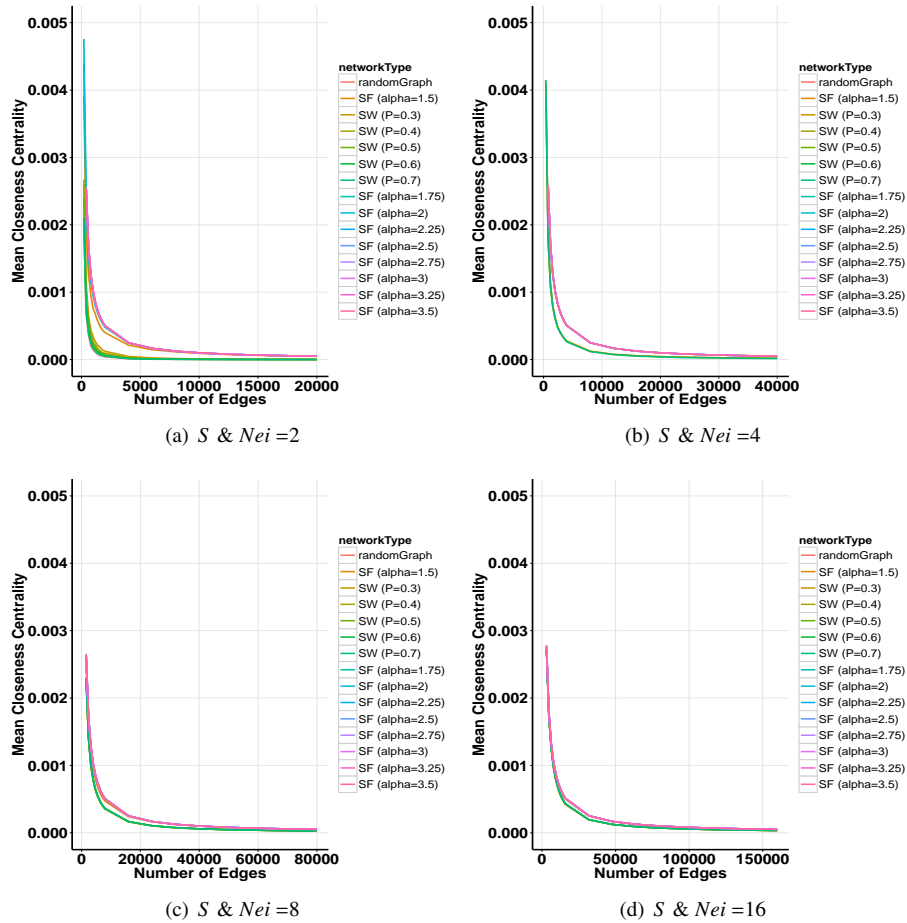 0.005
0.004
0.003
0.002
0.001
0.000
Mean Closeness Centrality
0 5000 10000 15000 20000
Number of Edges
networkType
randomGraph
SF (alpha=1.5)
SW (P=0.3)
SW (P=0.4)
SW (P=0.5)
SW (P=0.6)
SW (P=0.7)
SF (alpha=1.75)
SF (alpha=2)
SF (alpha=2.25)
SF (alpha=2.5)
SF (alpha=2.75)
SF (alpha=3)
SF (alpha=3.25)
SF (alpha=3.5)
(a) S & Nei =2
0.005
0.004
0.003
0.002
0.001
0.000
Mean Closeness Centrality
0 10000 20000 30000 40000
Number of Edges
networkType
randomGraph
SF (alpha=1.5)
SW (P=0.3)
SW (P=0.4)
SW (P=0.5)
SW (P=0.6)
SW (P=0.7)
SF (alpha=1.75)
SF (alpha=2)
SF (alpha=2.25)
SF (alpha=2.5)
SF (alpha=2.75)
SF (alpha=3)
SF (alpha=3.25)
SF (alpha=3.5)
(b) S & Nei =4
0.005
0.004
0.003
0.002
0.001
0.000
Mean Closeness Centrality
0 20000 40000 60000 80000
Number of Edges
networkType
randomGraph
SF (alpha=1.5)
SW (P=0.3)
SW (P=0.4)
SW (P=0.5)
SW (P=0.6)
SW (P=0.7)
SF (alpha=1.75)
SF (alpha=2)
SF (alpha=2.25)
SF (alpha=2.5)
SF (alpha=2.75)
SF (alpha=3)
SF (alpha=3.25)
SF (alpha=3.5)
(c) S & Nei =8
0.005
0.004
0.003
0.002
0.001
0.000
Mean Closeness Centrality
0 50000 100000 150000
Number of Edges
networkType
randomGraph
SF (alpha=1.5)
SW (P=0.3)
SW (P=0.4)
SW (P=0.5)
SW (P=0.6)
SW (P=0.7)
SF (alpha=1.75)
SF (alpha=2)
SF (alpha=2.25)
SF (alpha=2.5)
SF (alpha=2.75)
SF (alpha=3)
SF (alpha=3.25)
SF (alpha=3.5)
(d) S & Nei =16